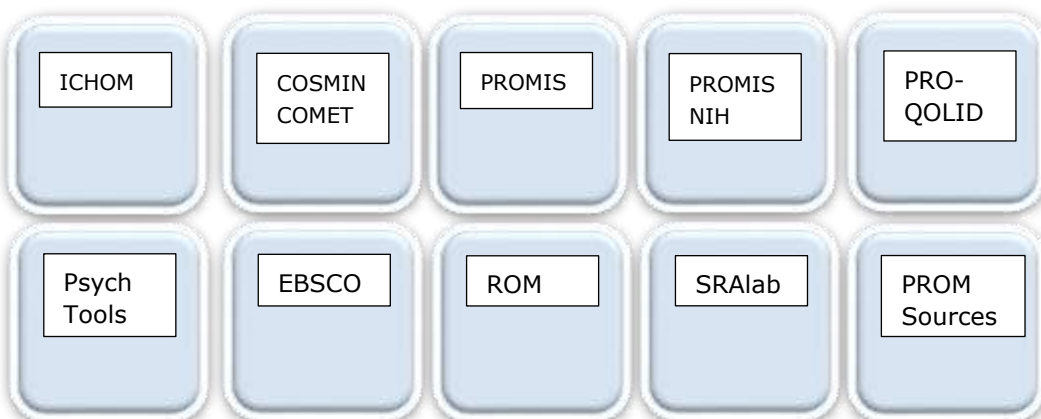 ICHOM
COSMIN
COMET
PROMIS
PROMIS
NIH
PRO-
QOLID
Psych
Tools
EBSCO
ROM
SRAlab
PROM
Sources